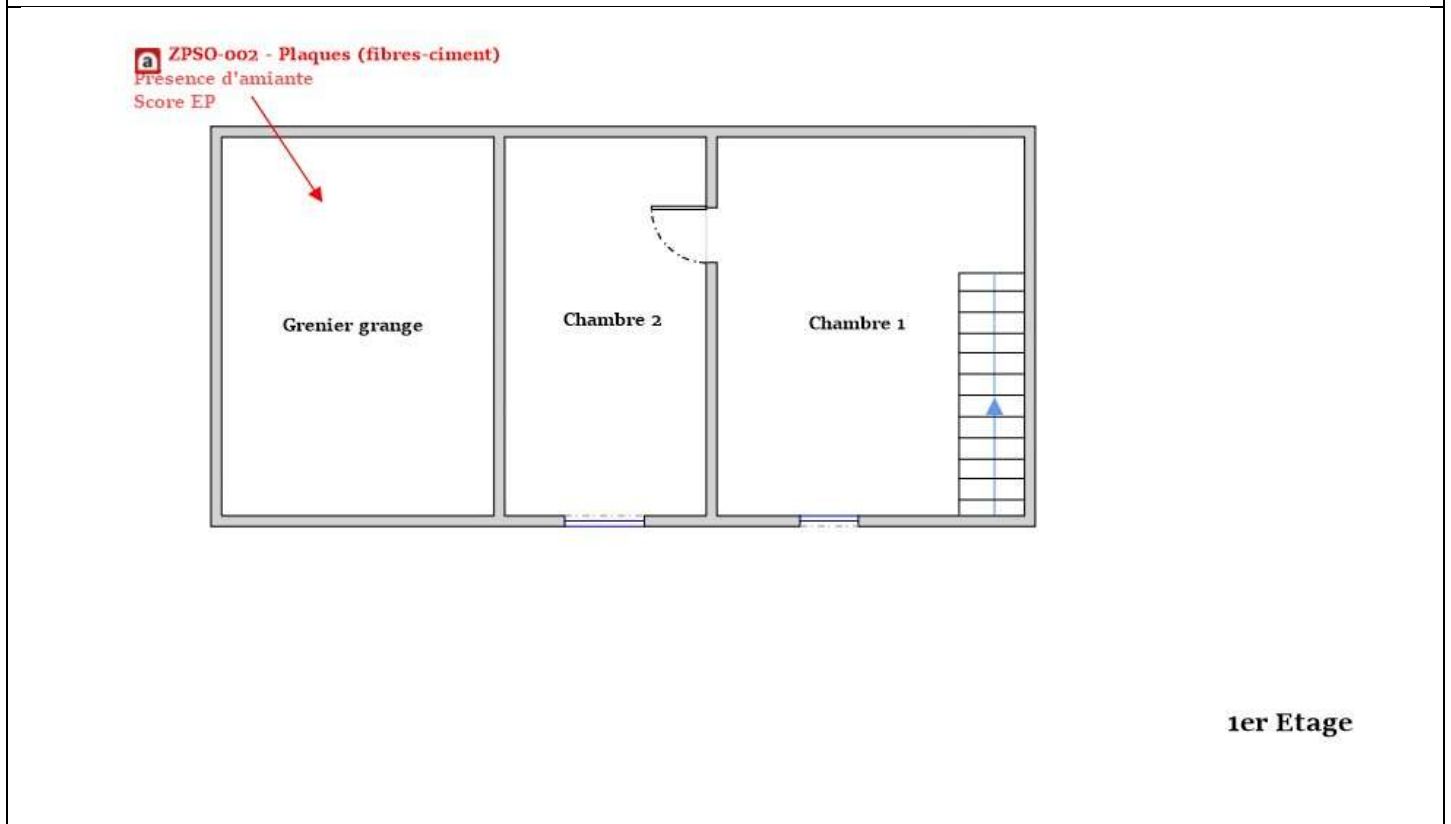 a ZPSO-002 - Plaques (fibres-ciment)
Présence d'amiante
Score EP
Grenier grange
Chambre 2
Chambre 1
1er Etage